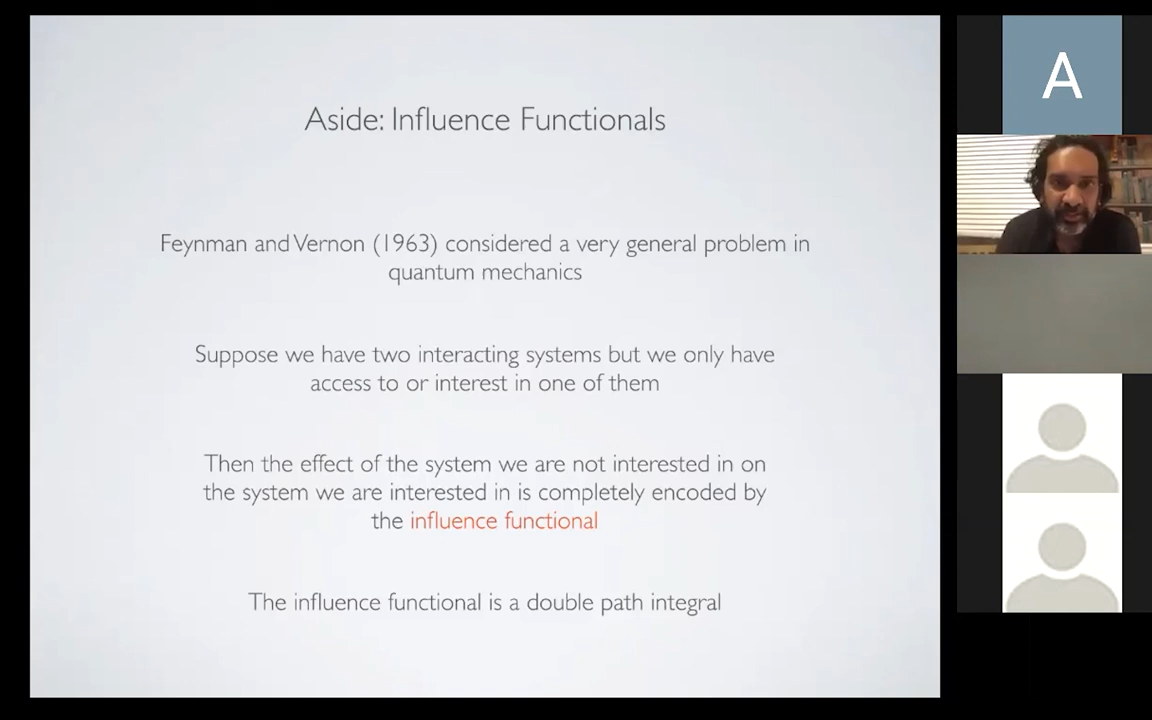 Aside: Influence Functionals
Feynman and Vernon (1963) considered a very general problem in
quantum mechanics
Suppose we have two interacting systems but we only have
access to or interest in one of them
Then the effect of the system we are not interested in on
the system we are interested in is completely encoded by
the influence functional
The influence functional is a double path integral
A